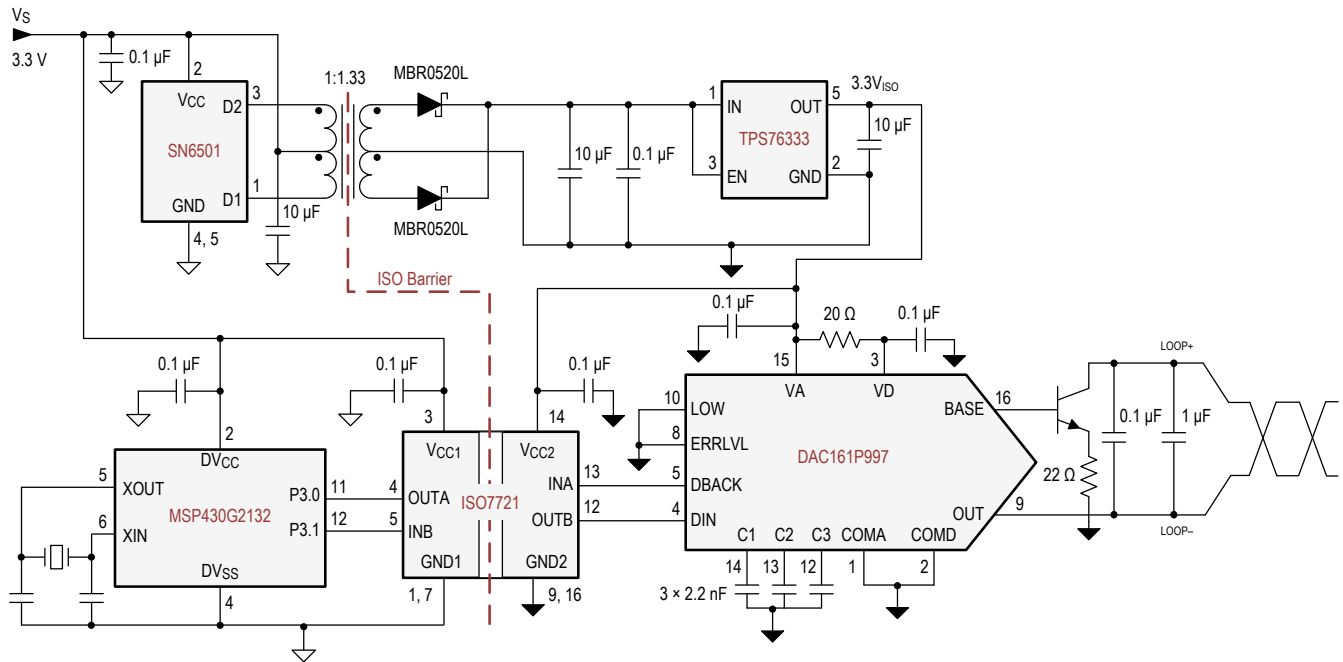 VS
3.3 V
0.1 µF
2
VCC
D2
3
SN6501
D1
1
GND
4, 5
10 µF
1:1.33
MBR0520L
MBR0520L
10 µF
0.1 µF
1
IN
OUT
5
TPS76333
3
EN
GND
2
3.3VISO
10 µF
ISO Barrier
0.1 µF
2
DVCC
5
XOUT
P3.0
11
MSP430G2132
6
XIN
P3.1
12
DVSS
4
0.1 µF
3
VCC1
4
OUTA
5
INB
GND1
1, 7
ISO7721
14
0.1 µF
VCC2
INA
13
OUTB
12
GND2
9, 16
0.1 µF
20 Ω
0.1 µF
15
3
VA
VD
10
LOW
8
ERRLVL
5
DBACK
4
DIN
DAC161P997
BASE
16
OUT
9
C1
C2
C3
COMA
COMD
14
13
12
1
2
3 × 2.2 nF
22 Ω
0.1 µF
1 µF
LOOP+
LOOP–